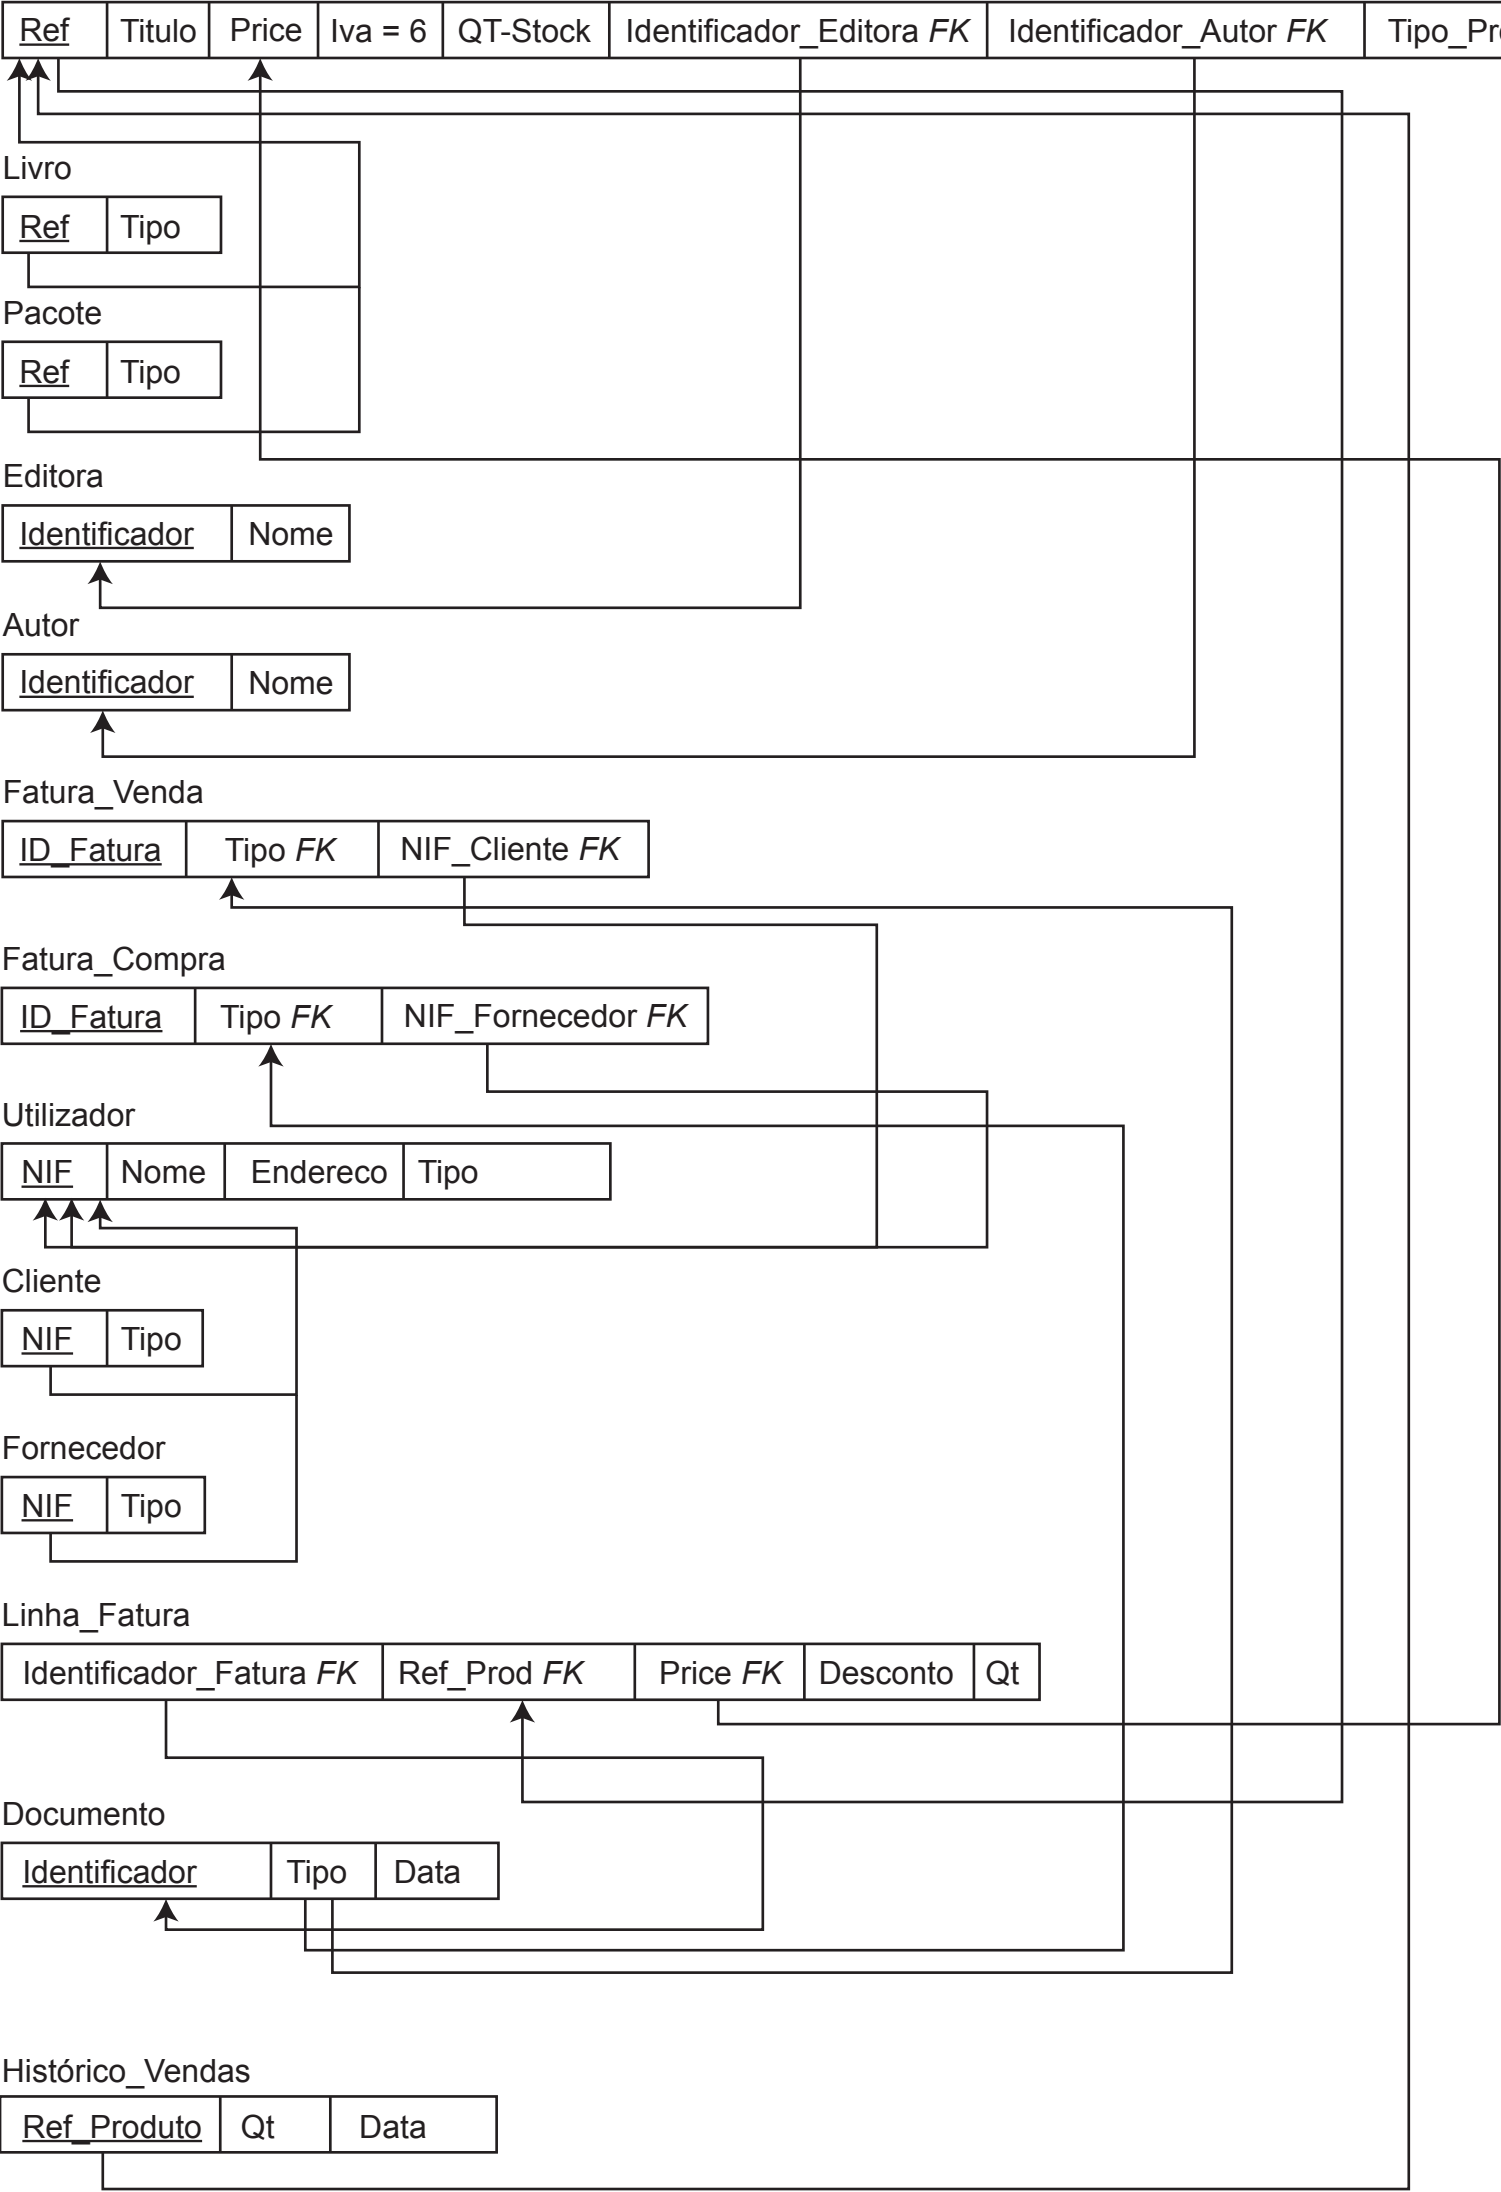 Ref Titulo Price Iva = 6 QT-Stock Identificador_Editora FK Identificador_Autor FK
Livro
Ref Tipo
Pacote
Ref Tipo
Editora
Identificador Nome
Autor
Identificador Nome
Fatura_Venda
ID_Fatura Tipo FK NIF_Cliente FK
Fatura_Compra
ID_Fatura Tipo FK NIF_Fornecedor FK
Utilizador
NIF Nome Endereco Tipo
Cliente
NIF Tipo
Fornecedor
NIF Tipo
Linha_Fatura
Identificador_Fatura FK Ref_Prod FK Price FK Desconto Qt
Documento
Identificador Tipo Data
Histórico_Vendas
Ref_Produto Qt Data